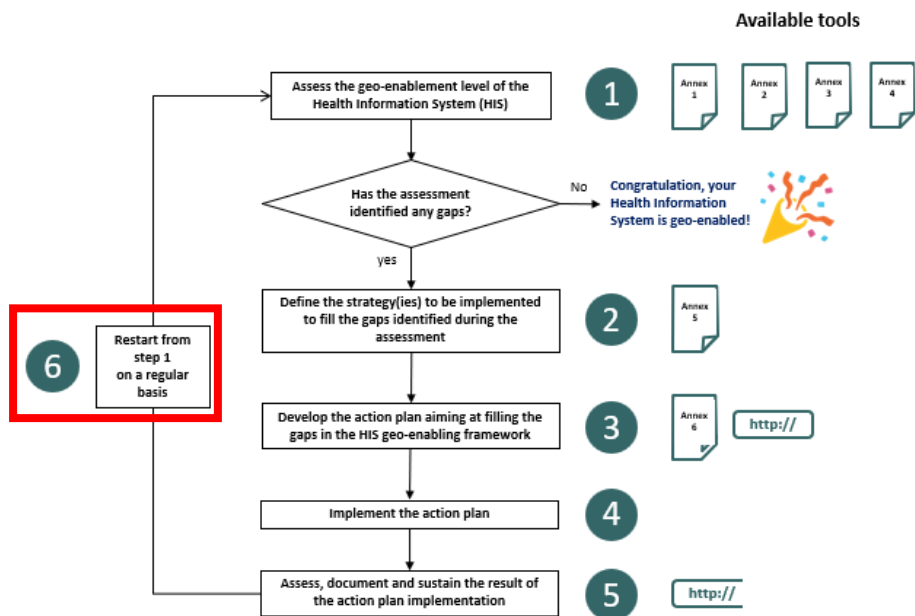 Available tools
Assess the geo-enablement level of the
Health Information System (HIS)
1
Annex
1
Annex
2
Annex
3
Annex
4
Has the assessment
identified any gaps?
No
Congratulation, your
Health Information
System is geo-enabled!
yes
Define the strategy(ies) to be implemented
to fill the gaps identified during the
assessment
2
Annex
5
6
Restart from
step 1
on a regular
basis
Develop the action plan aiming at filling the
gaps in the HIS geo-enabling framework
3
Annex
6
http://
Implement the action plan
4
Assess, document and sustain the result of
the action plan implementation
5
http://